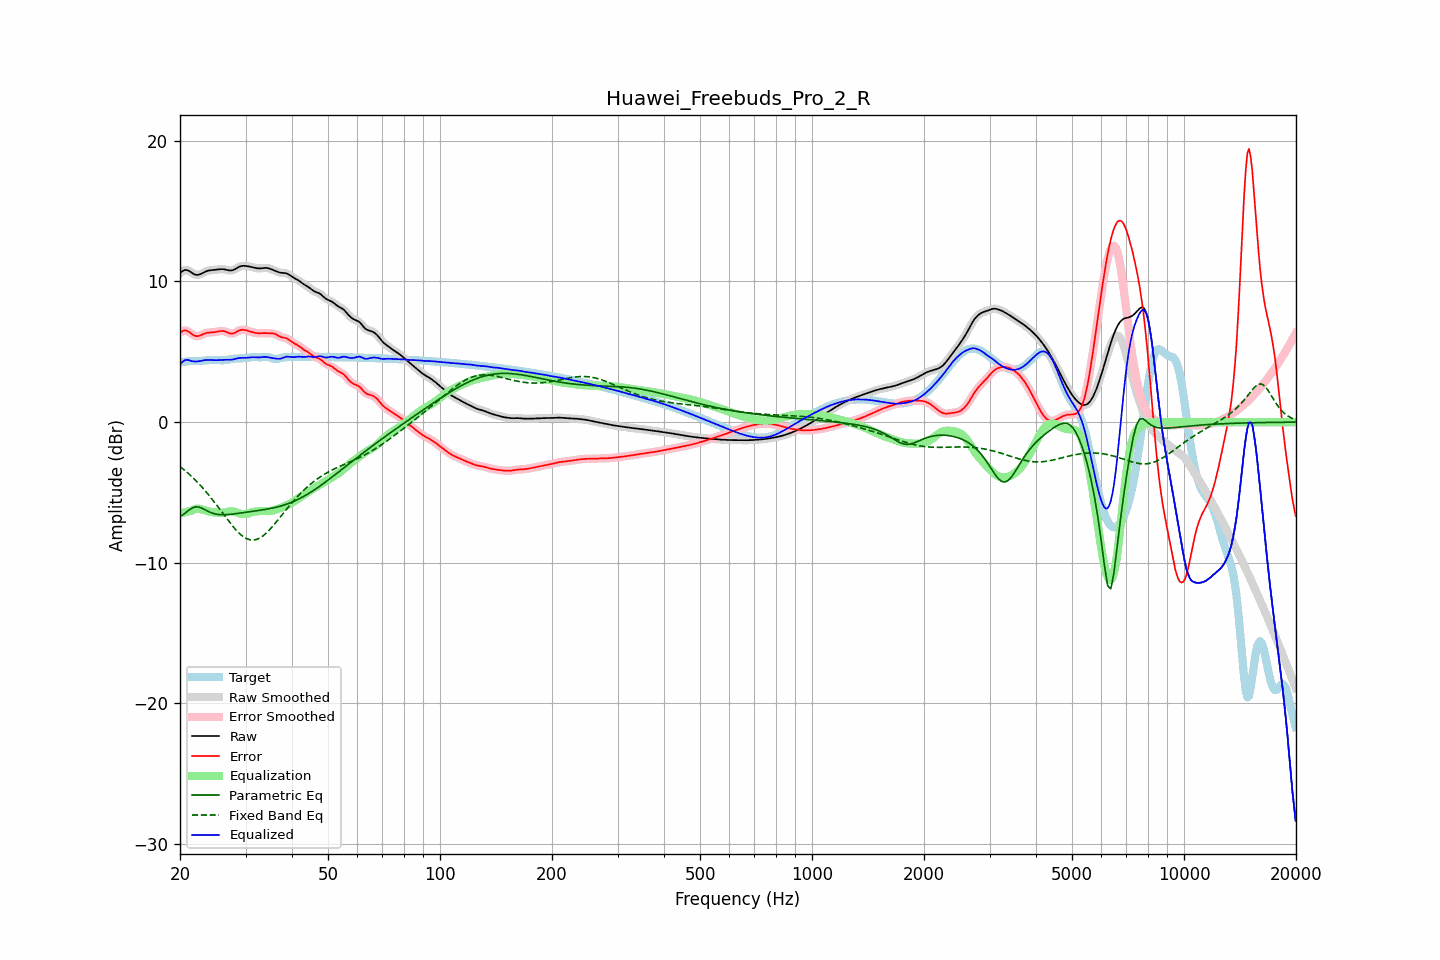 Huawei_Freebuds_Pro_2_R
Amplitude (dBr)
20
10
0
−10
−20
−30
Target
Raw Smoothed
Error Smoothed
Raw
Error
Equalization
Parametric Eq
Fixed Band Eq
Equalized
20 50 100 200 500 1000 2000 5000 10000 20000
Frequency (Hz)